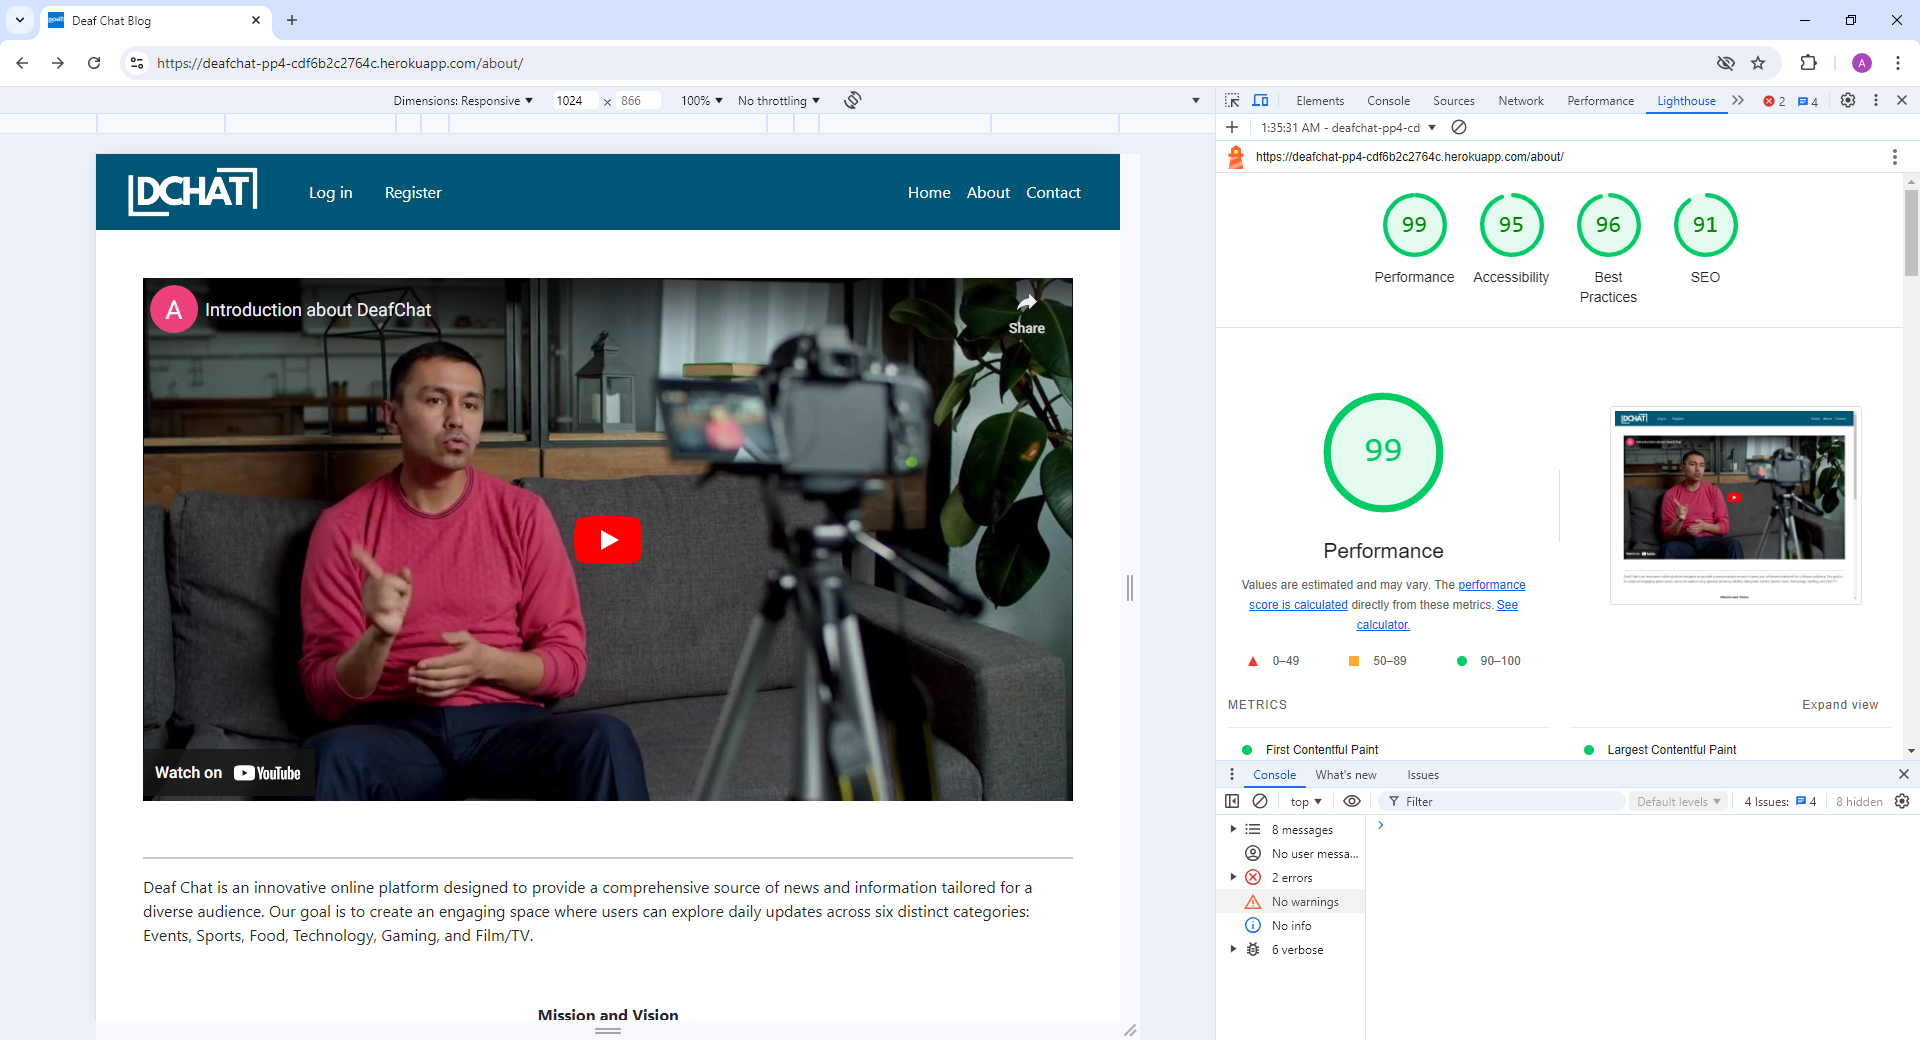 Deaf Chat Blog
https://deafchat-pp4-cdf6b2c2764c.herokuapp.com/about/
A
Dimensions: Responsive 1024 × 866 100% No throttling
Elements Console Sources Network Performance Lighthouse 2 4
1:35:31 AM - deafchat-pp4-cd
https://deafchat-pp4-cdf6b2c2764c.herokuapp.com/about/
DCHAT Log in Register Home About Contact
A Introduction about DeafChat
Share
Watch on YouTube
Deaf Chat is an innovative online platform designed to provide a comprehensive source of news and information tailored for a
diverse audience. Our goal is to create an engaging space where users can explore daily updates across six distinct categories:
Events, Sports, Food, Technology, Gaming, and Film/TV.
Mission and Vision
99 95 96 91
Performance Accessibility Best Practices SEO
99
Performance
Values are estimated and may vary. The performance
score is calculated directly from these metrics. See
calculator.
0–49 50–89 90–100
METRICS Expand view
First Contentful Paint Largest Contentful Paint
Console What's new Issues
top Filter Default levels 4 Issues: 4 8 hidden
8 messages
No user messa...
2 errors
No warnings
No info
6 verbose